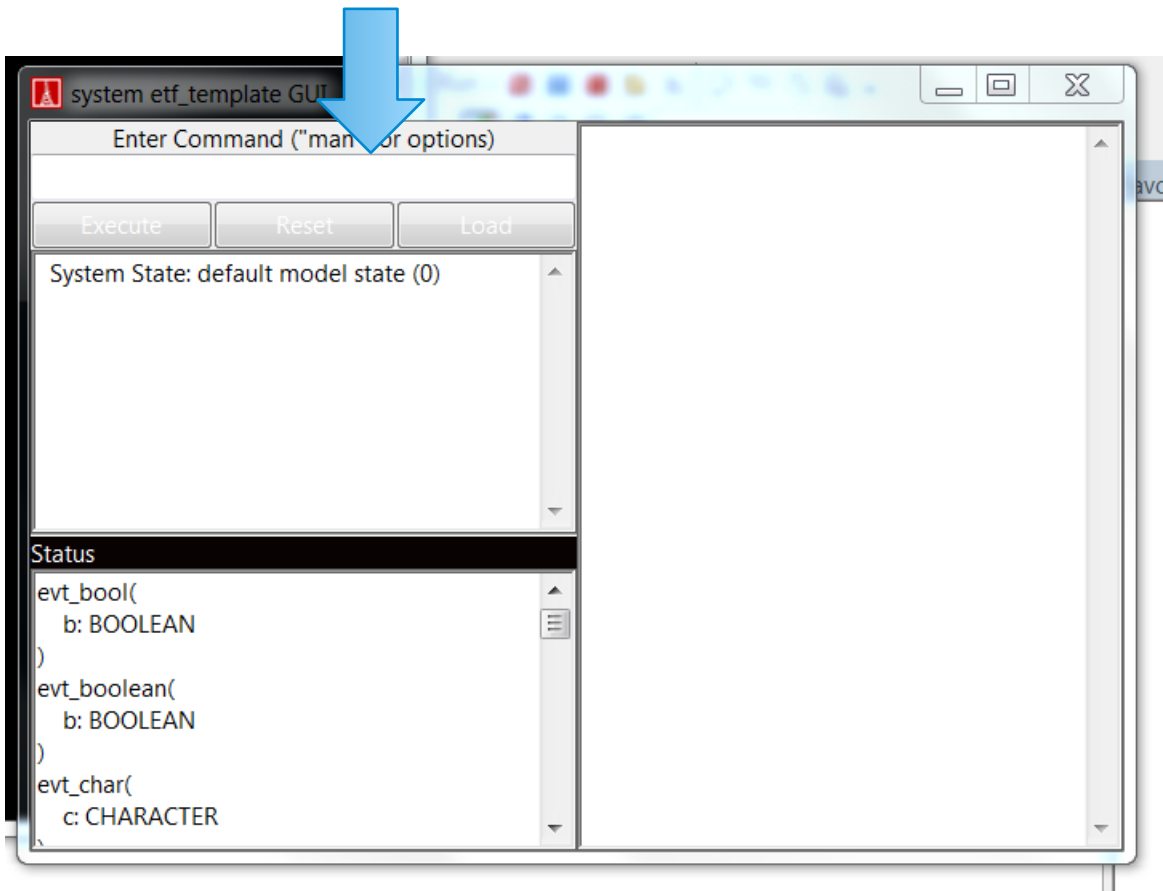 system etf_template GUI
Enter Command ("man" or options)
Execute Reset Load
System State: default model state (0)
Status
evt_bool(
b: BOOLEAN
)
evt_boolean(
b: BOOLEAN
)
evt_char(
c: CHARACTER
)